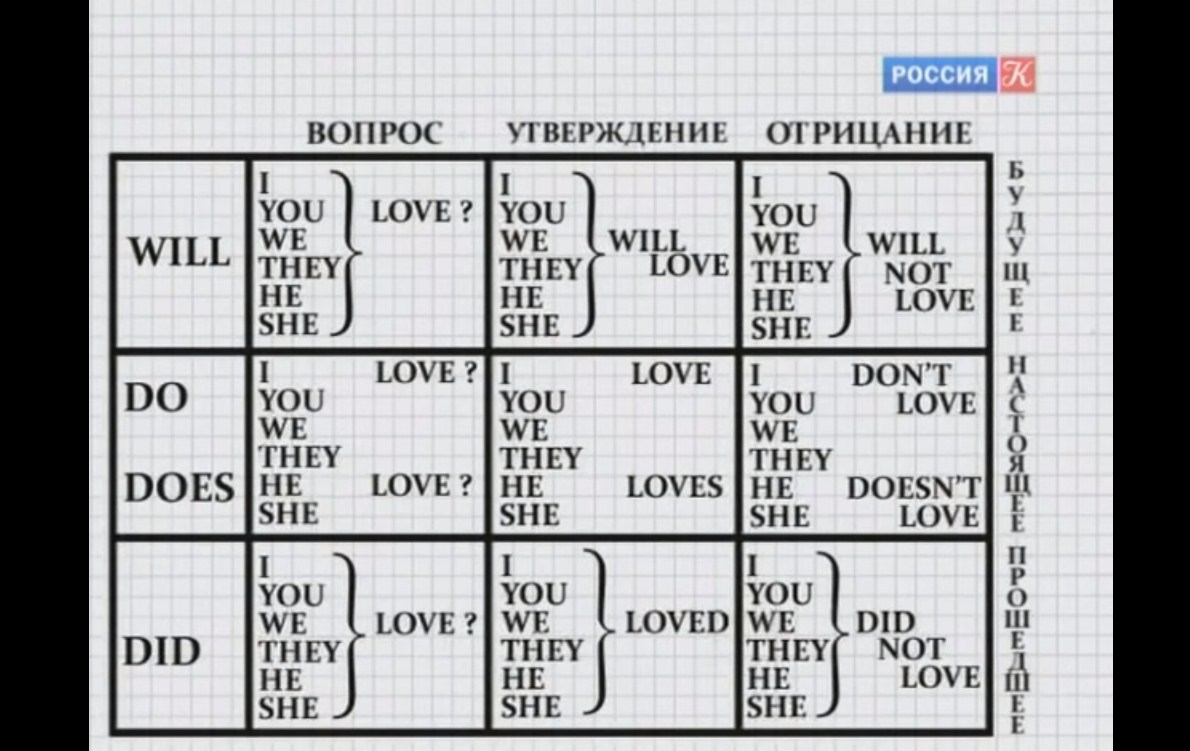 РОССИЯ К
ВОПРОС УТВЕРЖДЕНИЕ ОТРИЦАНИЕ
WILL
I
YOU
WE
THEY
HE
SHE
LOVE ?
I
YOU
WE
THEY
HE
SHE
WILL
LOVE
I
YOU
WE
THEY
HE
SHE
WILL
NOT
LOVE
БУДУЩЕЕ
DO
DOES
I LOVE ?
YOU
WE
THEY
HE LOVE ?
SHE
I LOVE
YOU
WE
THEY
HE LOVES
SHE
I DON'T
YOU LOVE
WE
THEY
HE DOESN'T
SHE LOVE
НАСТОЯЩЕЕ
DID
I
YOU
WE
THEY
HE
SHE
LOVE ?
I
YOU
WE
THEY
HE
SHE
LOVED
I
YOU
WE
THEY
HE
SHE
DID
NOT
LOVE
ПРОШЕДШЕЕ